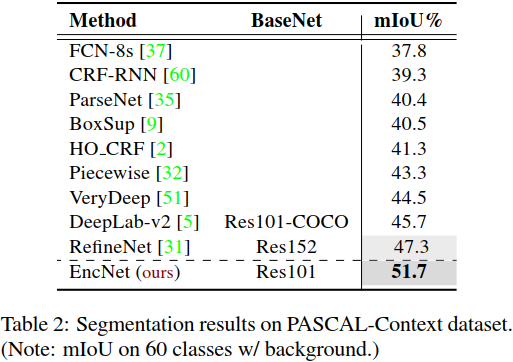 Method BaseNet mIoU%
FCN-8s [37] 37.8
CRF-RNN [60] 39.3
ParseNet [35] 40.4
BoxSup [9] 40.5
HO_CRF [2] 41.3
Piecewise [32] 43.3
VeryDeep [51] 44.5
DeepLab-v2 [5] Res101-COCO 45.7
RefineNet [31] Res152 47.3
EncNet (ours) Res101 51.7
Table 2: Segmentation results on PASCAL-Context dataset.
(Note: mIoU on 60 classes w/ background.)